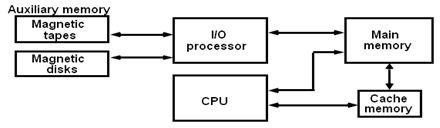 Auxiliary memory
Magnetic
tapes
Magnetic
disks
I/O
processor
CPU
Main
memory
Cache
memory